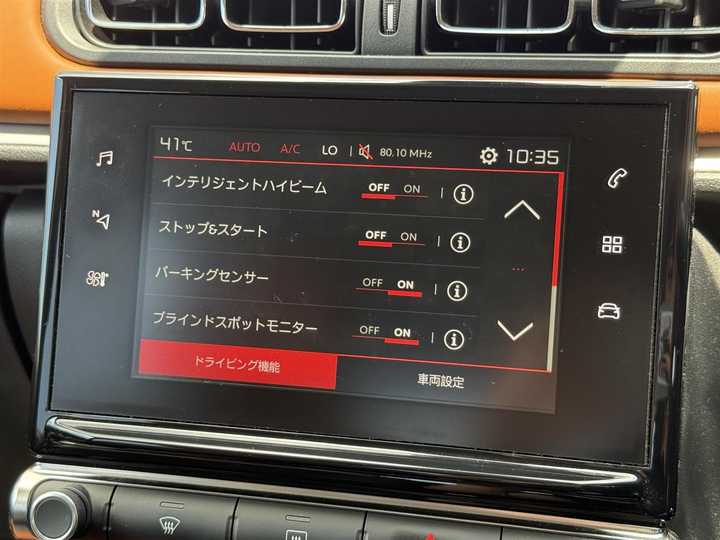 41℃ AUTO A/C LO 80.10 MHz 10:35
インテリジェントハイビーム OFF ON
ストップ&スタート OFF ON
パーキングセンサー OFF ON
ブラインドスポットモニター OFF ON
ドライビング機能 車両設定
N